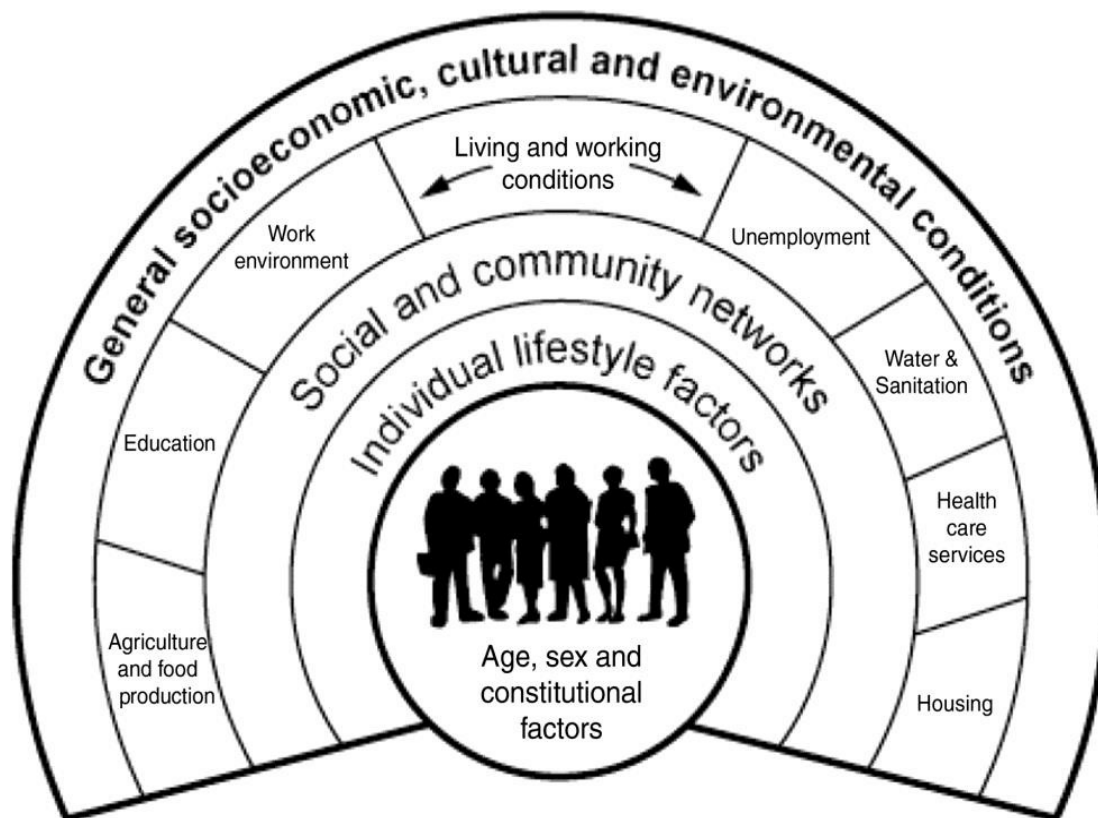 General socioeconomic, cultural and environmental conditions
Living and working
conditions
Work
environment
Unemployment
Education
Water &
Sanitation
Agriculture
and food
production
Health
care
services
Housing
Social and community networks
Individual lifestyle factors
Age, sex and
constitutional
factors